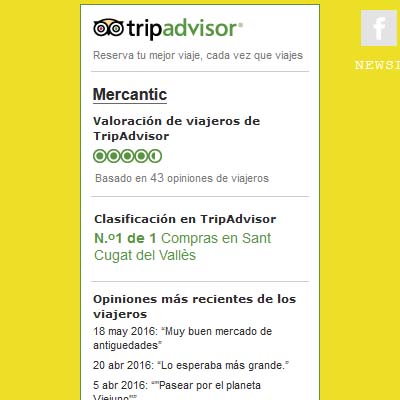 tripadvisor®
Reserva tu mejor viaje, cada vez que viajes
Mercantic
Valoración de viajeros de
TripAdvisor
Basado en 43 opiniones de viajeros
Clasificación en TripAdvisor
N.º1 de 1 Compras en Sant
Cugat del Vallès
Opiniones más recientes de los
viajeros
18 may 2016: “Muy buen mercado de
antiguedades”
20 abr 2016: “Lo esperaba más grande.”
5 abr 2016: “"Pasear por el planeta
Viejuno"”
f
NEWS